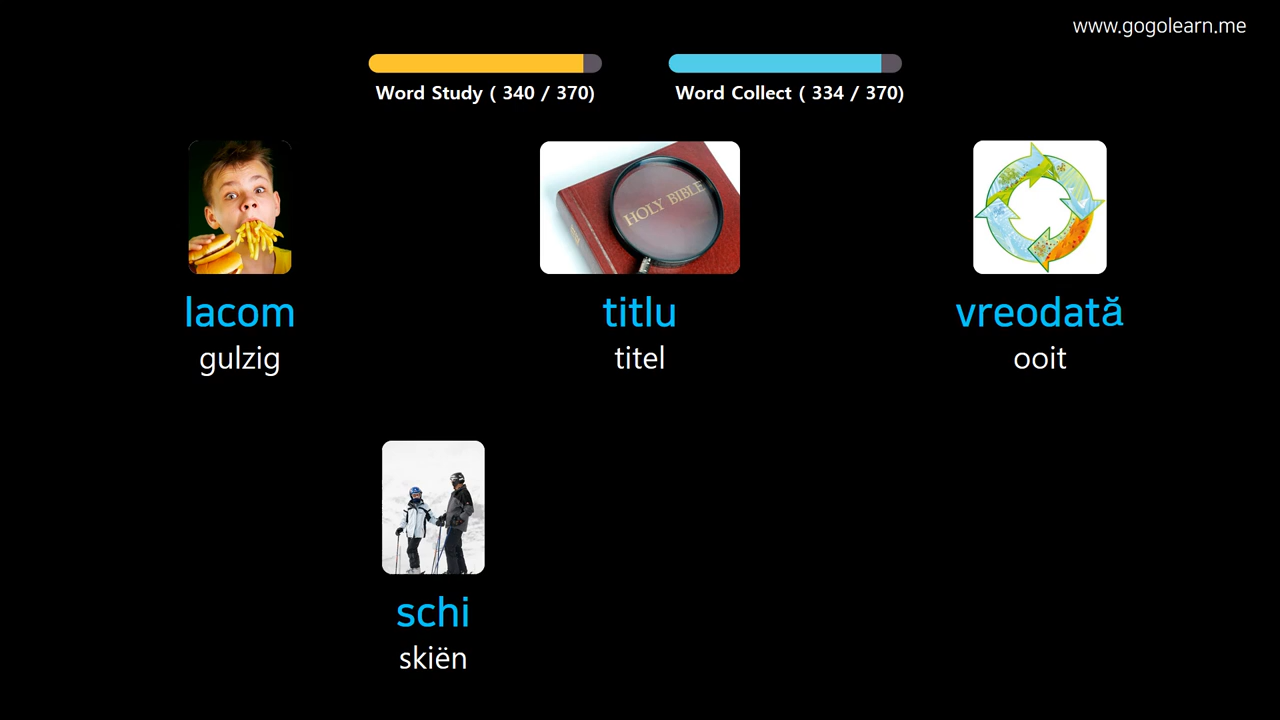 www.gogolearn.me
Word Study ( 340 / 370)
Word Collect ( 334 / 370)
HOLY BIBLE
lacom
gulzig
titlu
titel
vreodată
ooit
schi
skiën